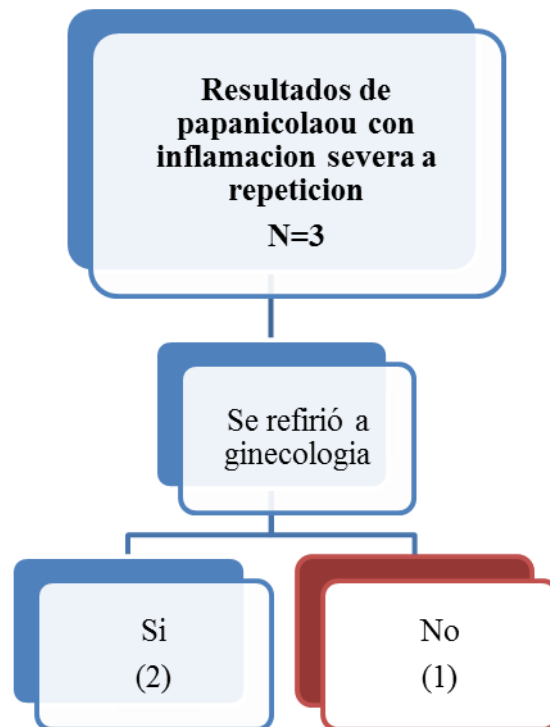 Resultados de
papanicolaou con
inflamacion severa a
repeticion
N=3
Se refirió a
ginecologia
Si
(2)
No
(1)